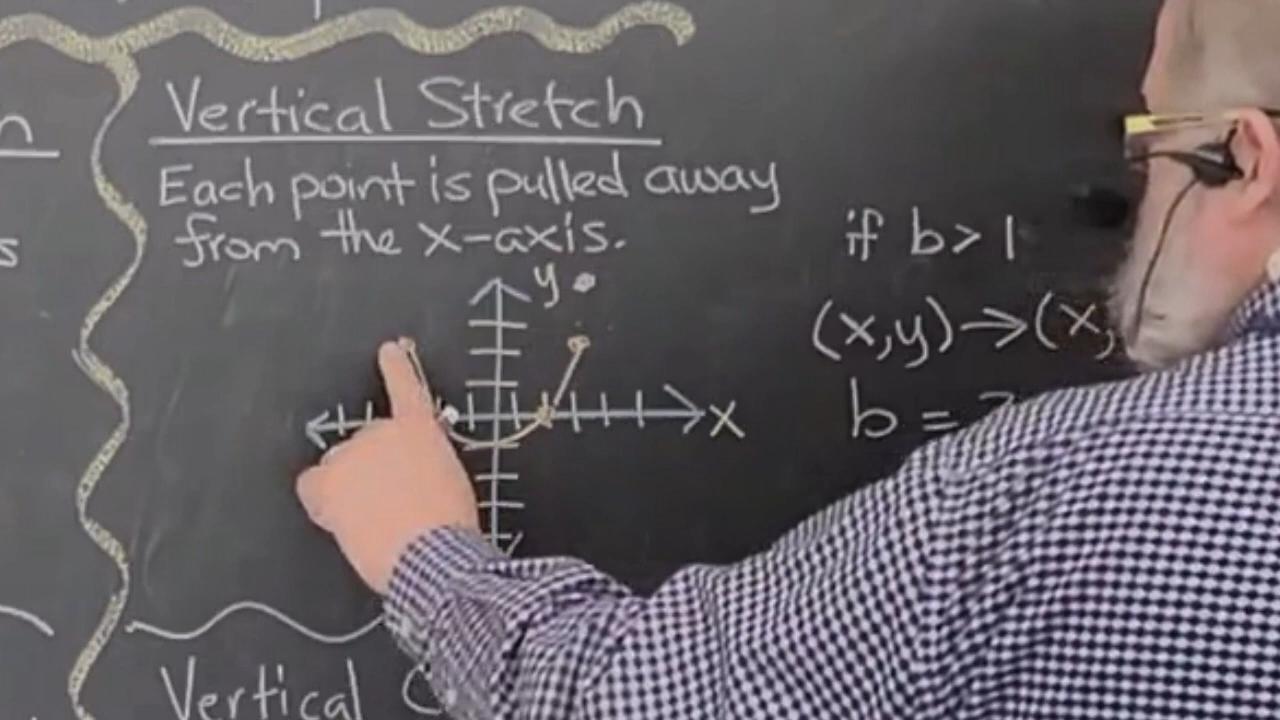 Vertical Stretch
Each point is pulled away
from the x-axis.
y
x
if b > 1
(x,y)→(x,
b =
Vertical